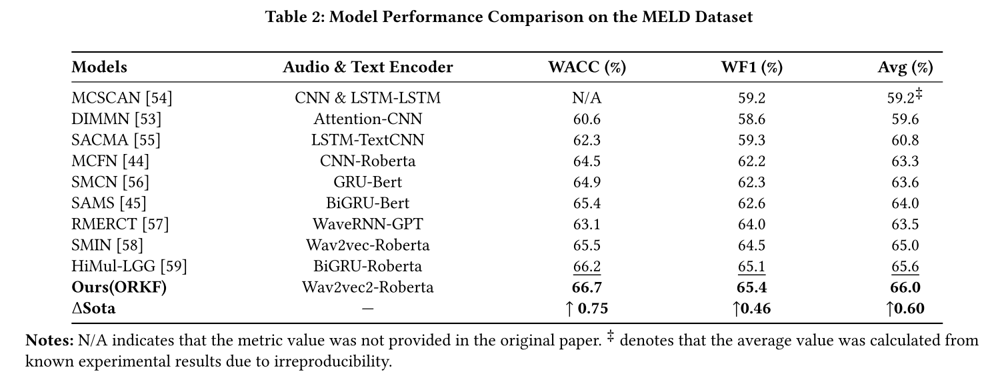 Table 2: Model Performance Comparison on the MELD Dataset
Models Audio & Text Encoder WACC (%) WF1 (%) Avg (%)
MCSCAN [54] CNN & LSTM-LSTM N/A 59.2 59.2‡
DIMMN [53] Attention-CNN 60.6 58.6 59.6
SACMA [55] LSTM-TextCNN 62.3 59.3 60.8
MCFN [44] CNN-Roberta 64.5 62.2 63.3
SMCN [56] GRU-Bert 64.9 62.3 63.6
SAMS [45] BiGRU-Bert 65.4 62.6 64.0
RMERCT [57] WaveRNN-GPT 63.1 64.0 63.5
SMIN [58] Wav2vec-Roberta 65.5 64.5 65.0
HiMul-LGG [59] BiGRU-Roberta 66.2 65.1 65.6
Ours(ORKF) Wav2vec2-Roberta 66.7 65.4 66.0
ΔSota — ↑ 0.75 ↑0.46 ↑0.60
Notes: N/A indicates that the metric value was not provided in the original paper. ‡ denotes that the average value was calculated from
known experimental results due to irreproducibility.